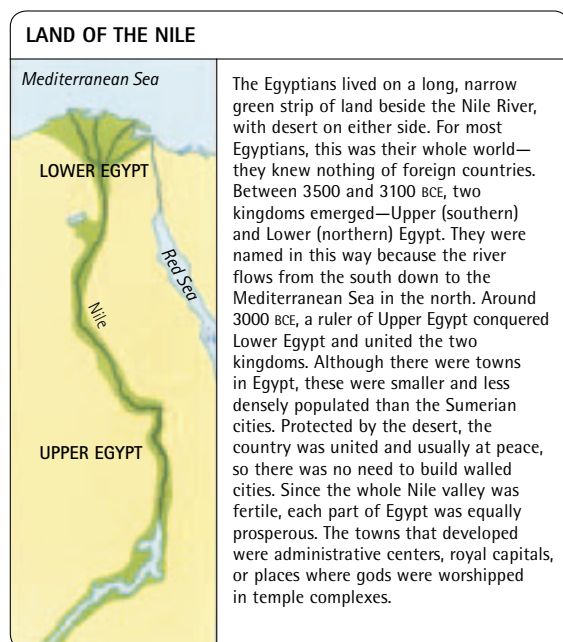 LAND OF THE NILE
Mediterranean Sea
LOWER EGYPT
Red Sea
Nile
UPPER EGYPT
The Egyptians lived on a long, narrow
green strip of land beside the Nile River,
with desert on either side. For most
Egyptians, this was their whole world—
they knew nothing of foreign countries.
Between 3500 and 3100 BCE, two
kingdoms emerged—Upper (southern)
and Lower (northern) Egypt. They were
named in this way because the river
flows from the south down to the
Mediterranean Sea in the north. Around
3000 BCE, a ruler of Upper Egypt conquered
Lower Egypt and united the two
kingdoms. Although there were towns
in Egypt, these were smaller and less
densely populated than the Sumerian
cities. Protected by the desert, the
country was united and usually at peace,
so there was no need to build walled
cities. Since the whole Nile valley was
fertile, each part of Egypt was equally
prosperous. The towns that developed
were administrative centers, royal capitals,
or places where gods were worshipped
in temple complexes.